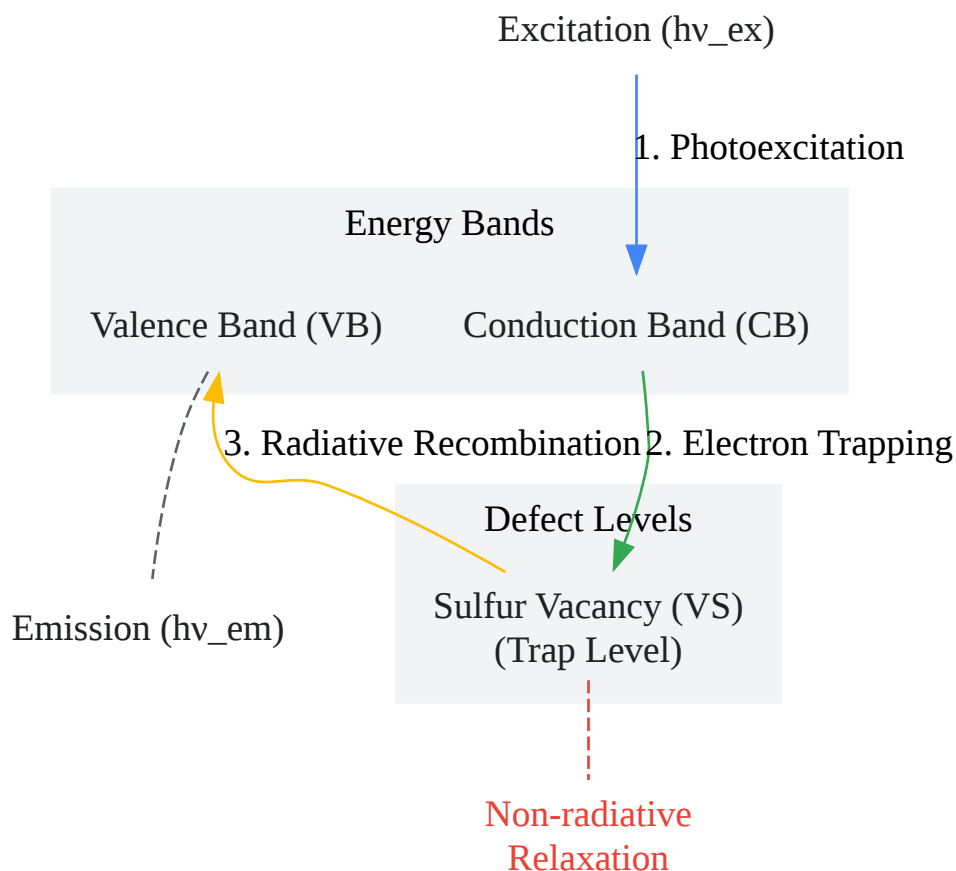 Excitation (hν_ex)
1. Photoexcitation
Energy Bands
Valence Band (VB)
Conduction Band (CB)
3. Radiative Recombination
2. Electron Trapping
Defect Levels
Sulfur Vacancy (VS)
(Trap Level)
Emission (hν_em)
Non-radiative
Relaxation